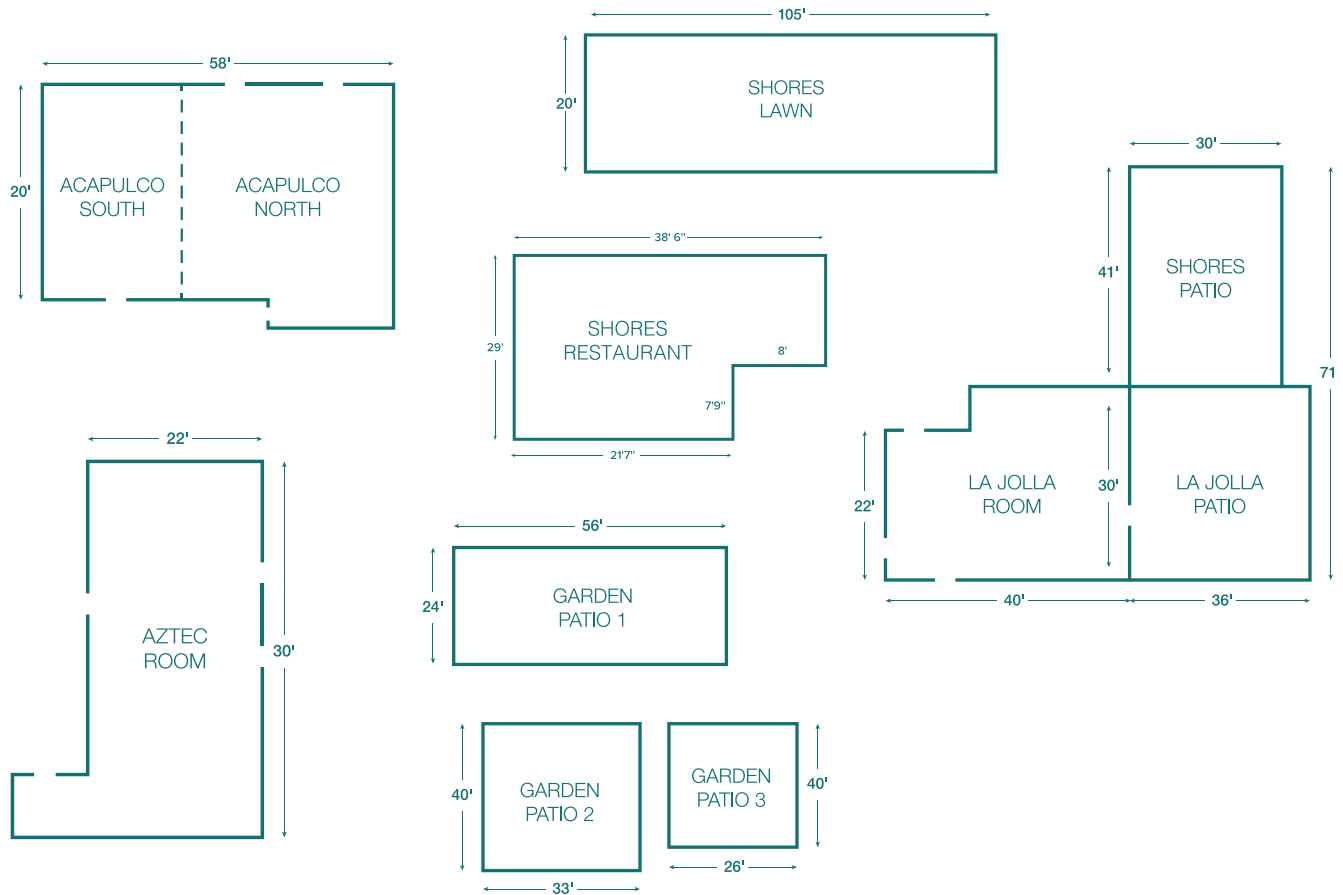 58'
20'
ACAPULCO
SOUTH
ACAPULCO
NORTH
105'
20'
SHORES
LAWN
38' 6"
29'
SHORES
RESTAURANT
8'
7'9"
21'7"
30'
41'
SHORES
PATIO
71
22'
LA JOLLA
ROOM
30'
LA JOLLA
PATIO
40'
36'
22'
AZTEC
ROOM
30'
56'
24'
GARDEN
PATIO 1
40'
GARDEN
PATIO 2
33'
GARDEN
PATIO 3
40'
26'